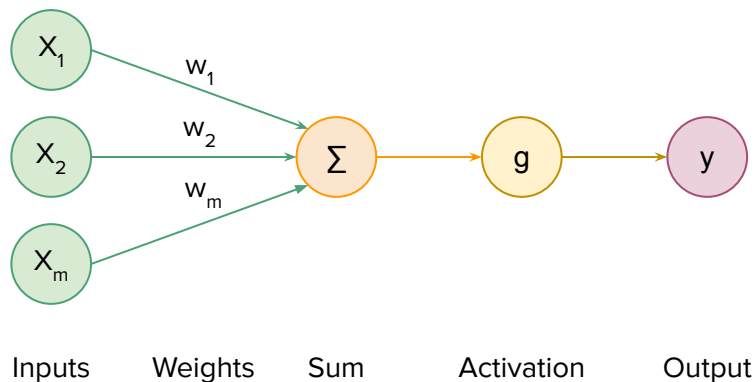 X₁
w₁
X₂
w₂
Σ
g
y
wₘ
Xₘ
Inputs Weights Sum Activation Output